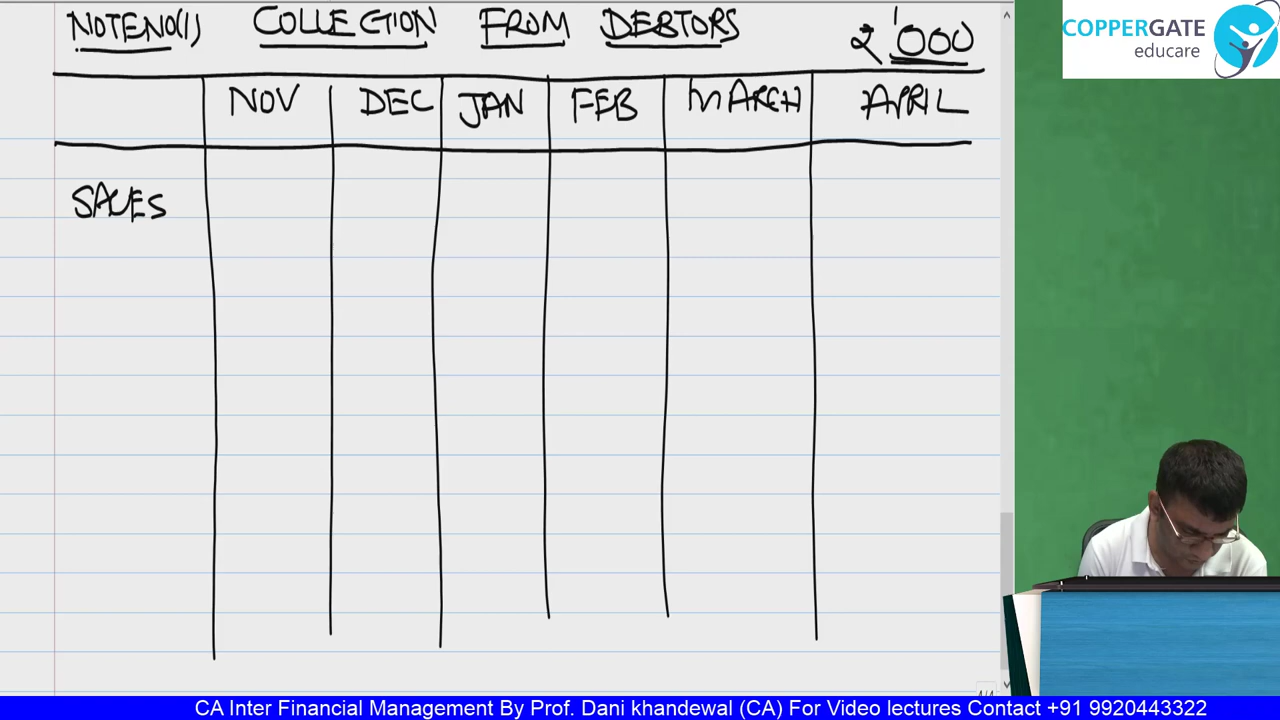 NOTENO(1) COLLECTION FROM DEBTORS ₹'000
NOV DEC JAN FEB MARCH APRIL
SALES
COPPERGATE
educare
CA Inter Financial Management By Prof. Dani khandewal (CA) For Video lectures Contact +91 9920443322